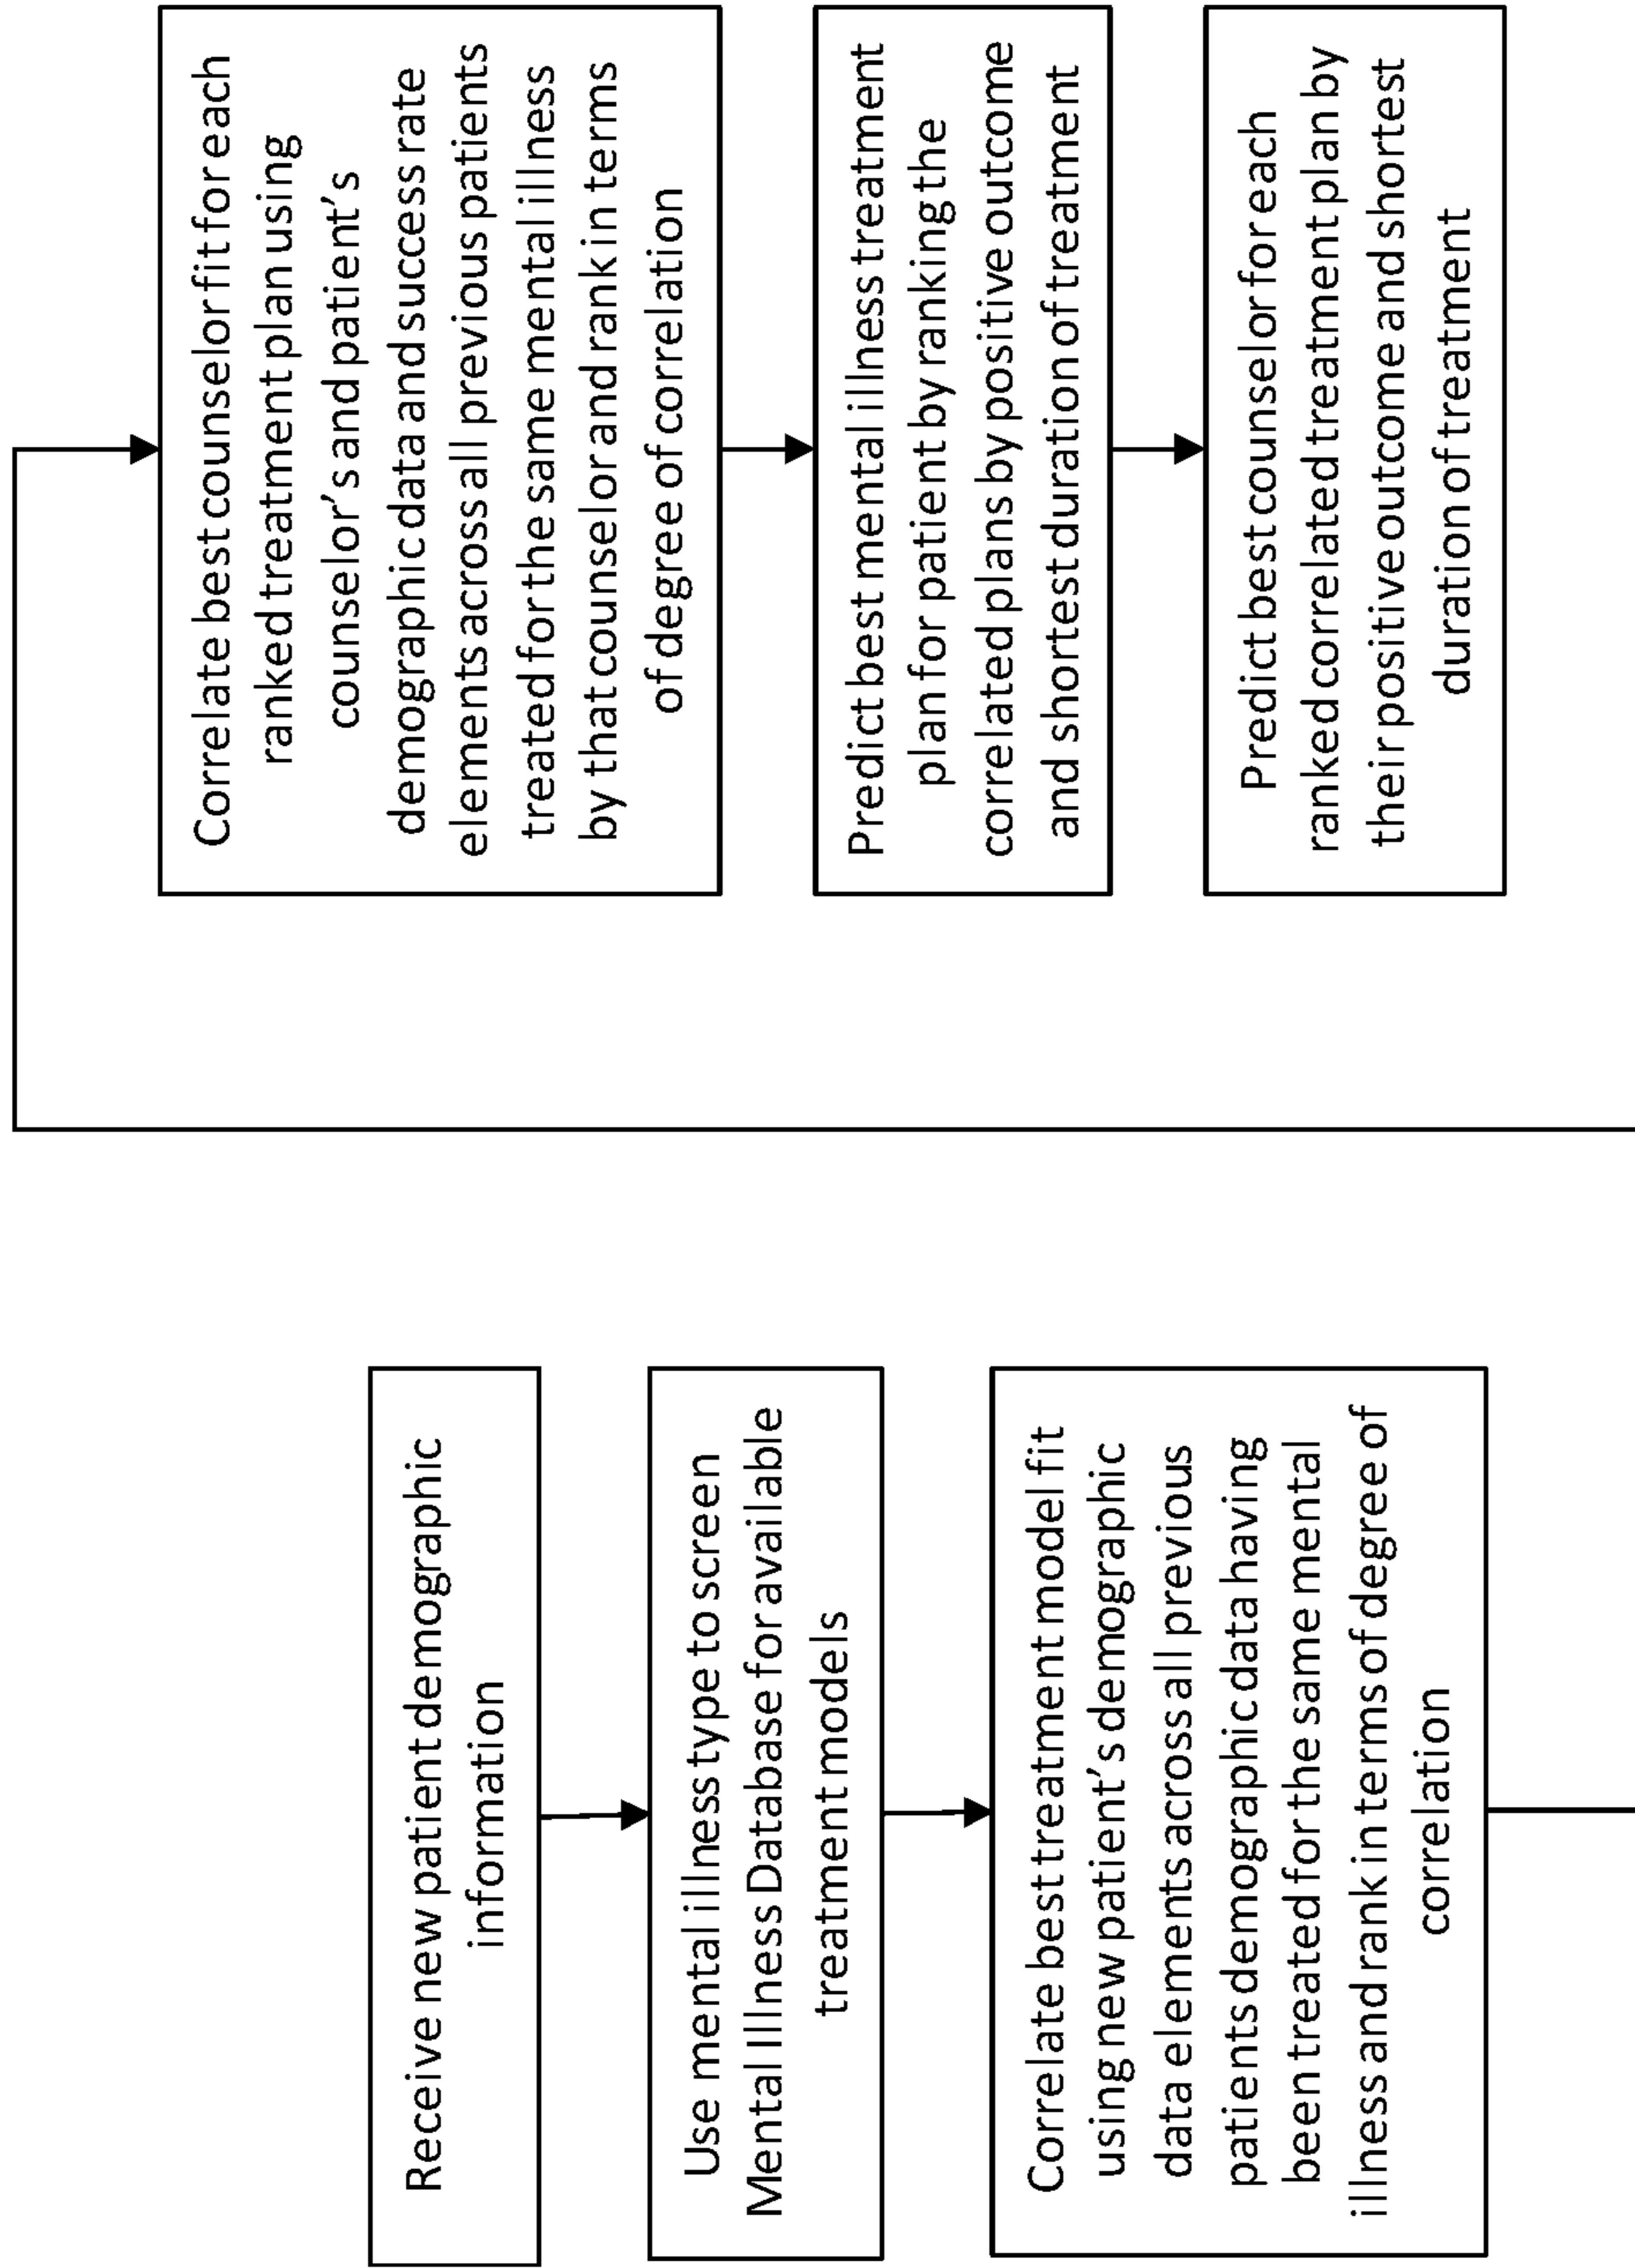 Receive new patient demographic
information
Use mental illness type to screen
Mental Illness Database for available
treatment models
Correlate best treatment model fit
using new patient's demographic
data elements across all previous
patients demographic data having
been treated for the same mental
illness and rank in terms of degree of
correlation
Correlate best counselor fit for each
ranked treatment plan using
counselor's and patient's
demographic data and success rate
elements across all previous patients
treated for the same mental illness
by that counselor and rank in terms
of degree of correlation
Predict best mental illness treatment
plan for patient by ranking the
correlated plans by positive outcome
and shortest duration of treatment
Predict best counselor for each
ranked correlated treatment plan by
their positive outcome and shortest
duration of treatment